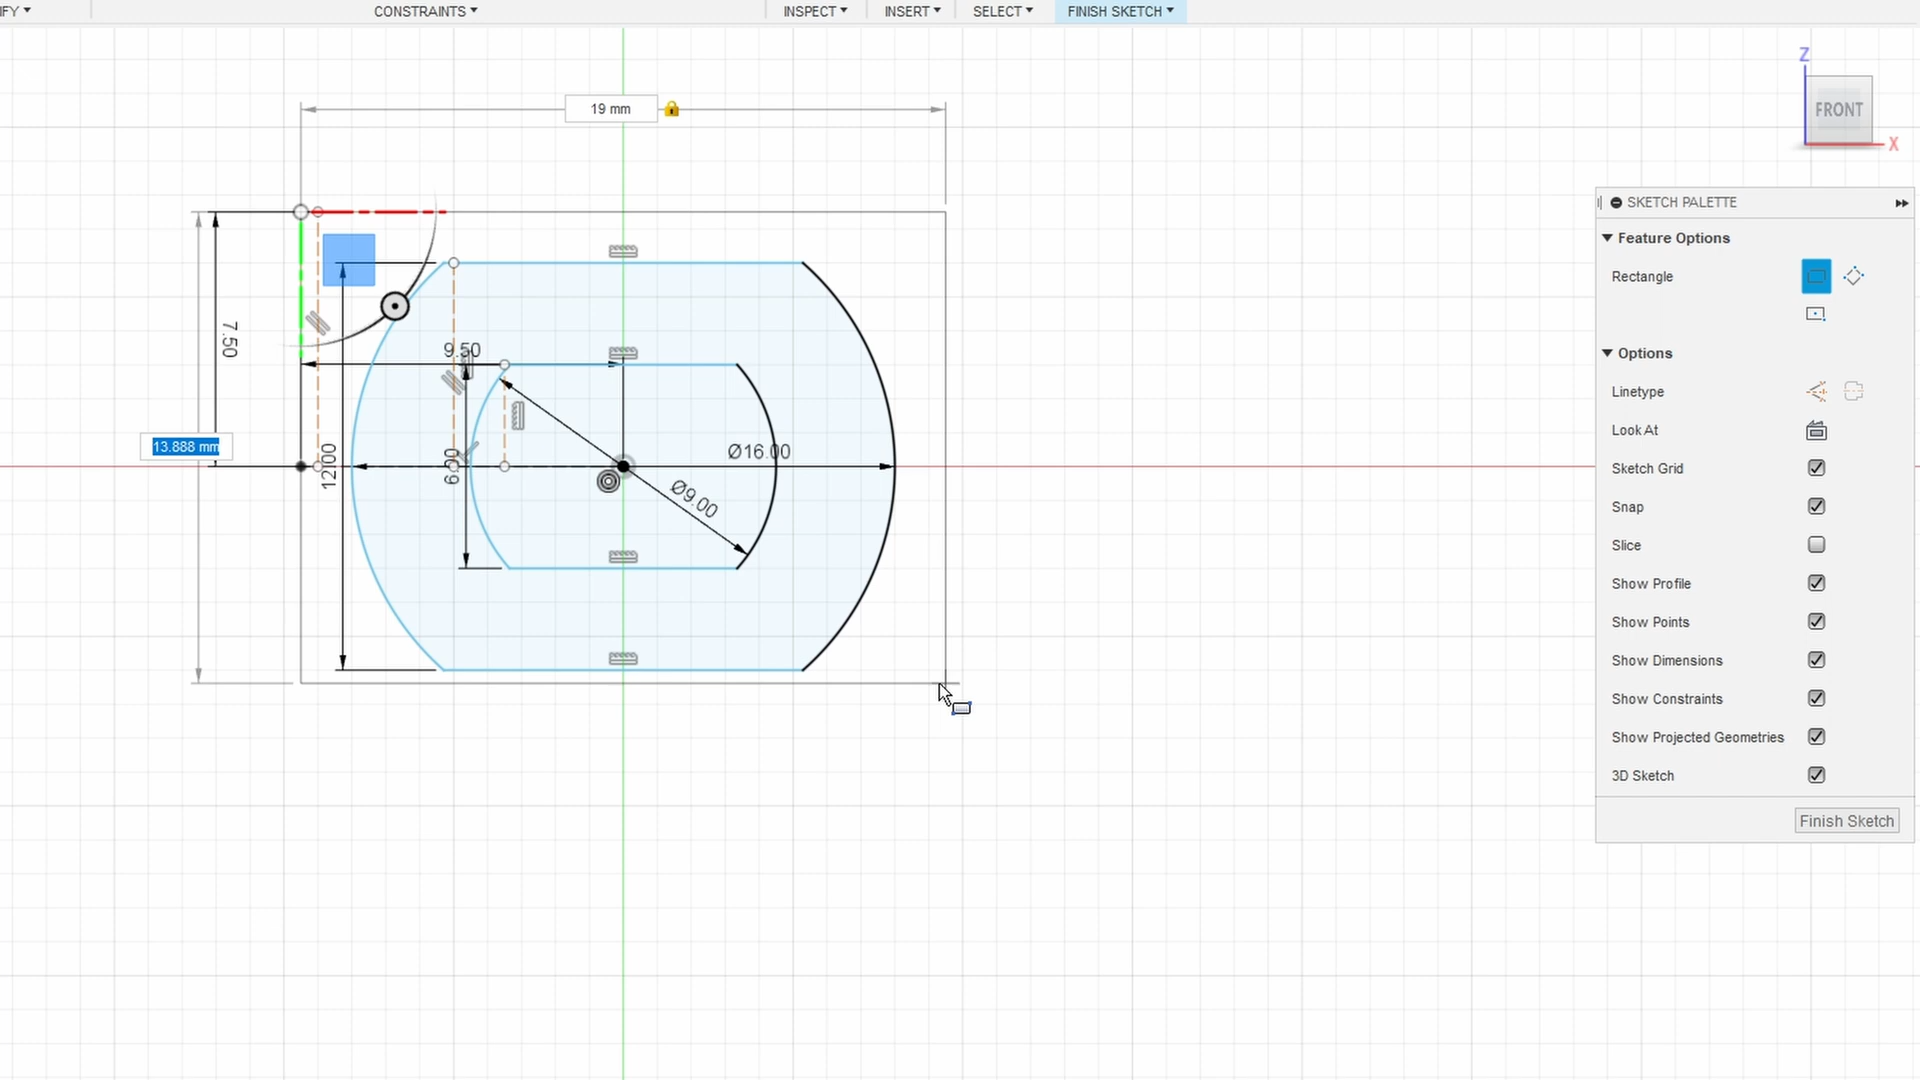 IFY
CONSTRAINTS
INSPECT
INSERT
SELECT
FINISH SKETCH
Z
FRONT
X
19 mm
7.50
9.50
13.888 mm
12.00
6.00
Ø16.00
Ø9.00
SKETCH PALETTE
Feature Options
Rectangle
Options
Linetype
Look At
Sketch Grid
Snap
Slice
Show Profile
Show Points
Show Dimensions
Show Constraints
Show Projected Geometries
3D Sketch
Finish Sketch